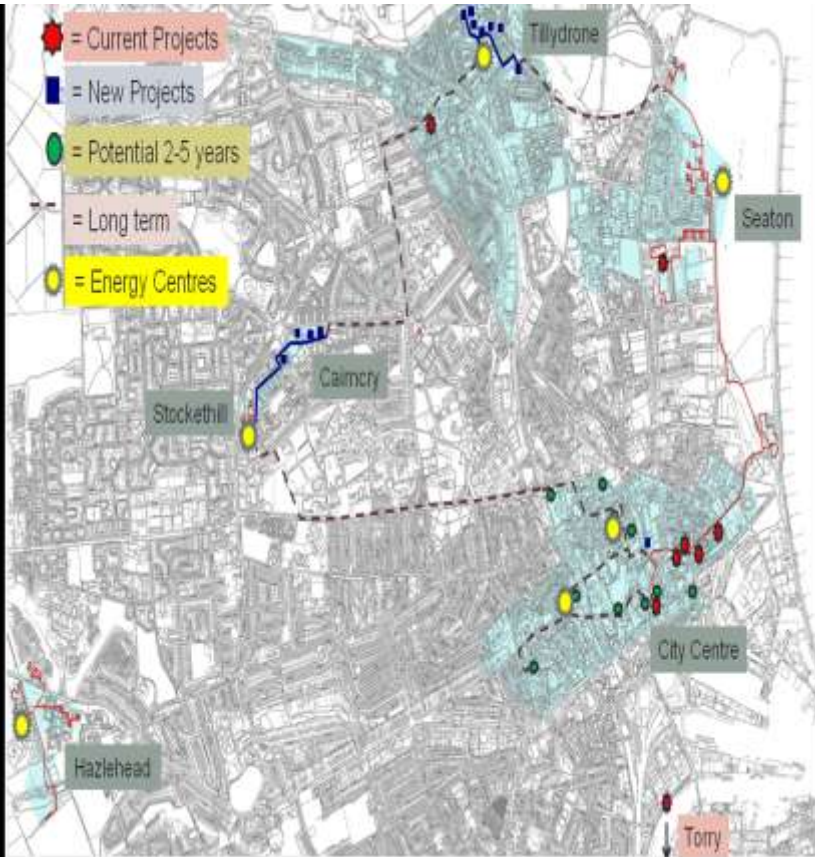 = Current Projects
= New Projects
= Potential 2-5 years
= Long term
= Energy Centres
Tillydrone
Seaton
Cairncry
Stockethill
City Centre
Hazlehead
Torry